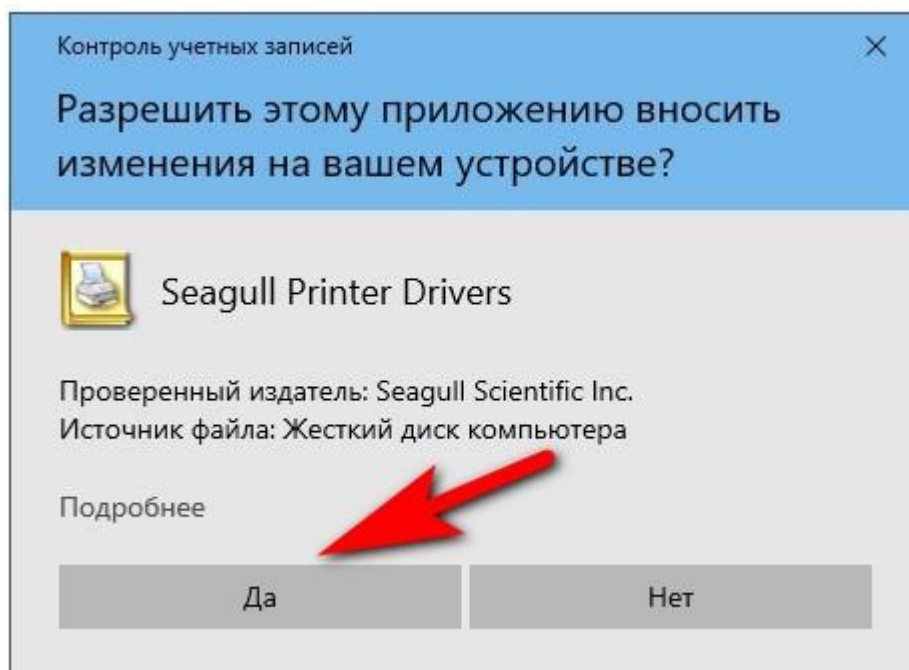 Контроль учетных записей
Разрешить этому приложению вносить
изменения на вашем устройстве?
Seagull Printer Drivers
Проверенный издатель: Seagull Scientific Inc.
Источник файла: Жесткий диск компьютера
Подробнее
Да
Нет